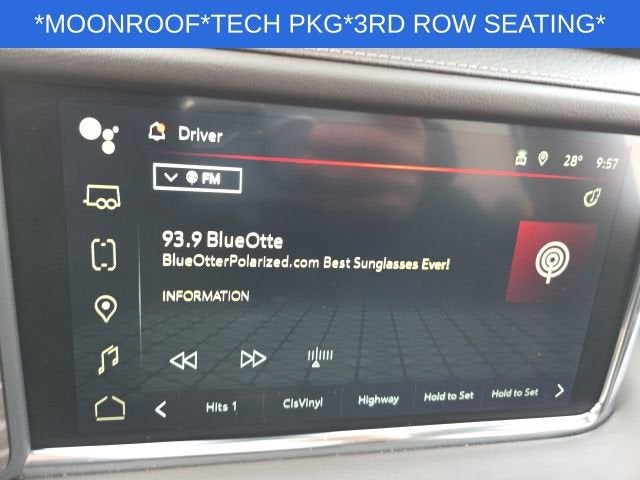 *MOONROOF*TECH PKG*3RD ROW SEATING*
Driver
28° 9:57
FM
93.9 BlueOtte
BlueOtterPolarized.com Best Sunglasses Ever!
INFORMATION
Hits 1 ClsVinyl Highway Hold to Set Hold to Set